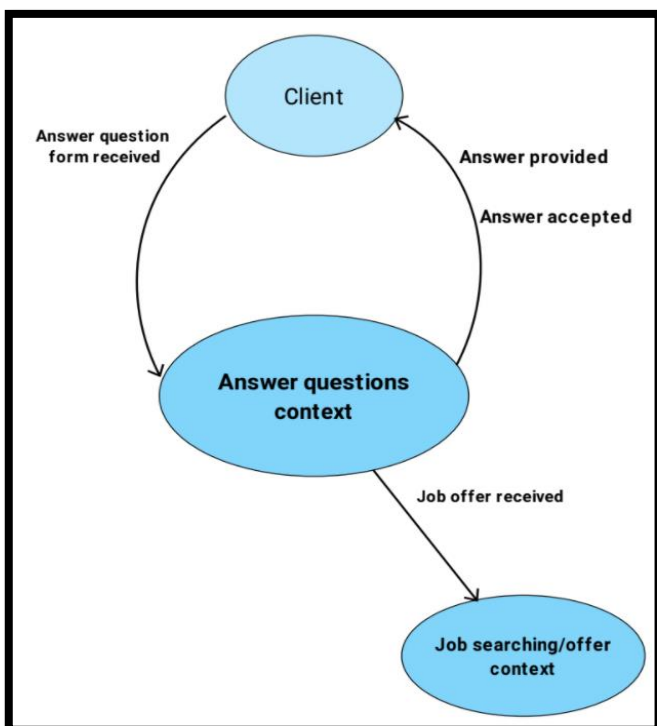 Client
Answer question
form received
Answer provided
Answer accepted
Answer questions
context
Job offer received
Job searching/offer
context